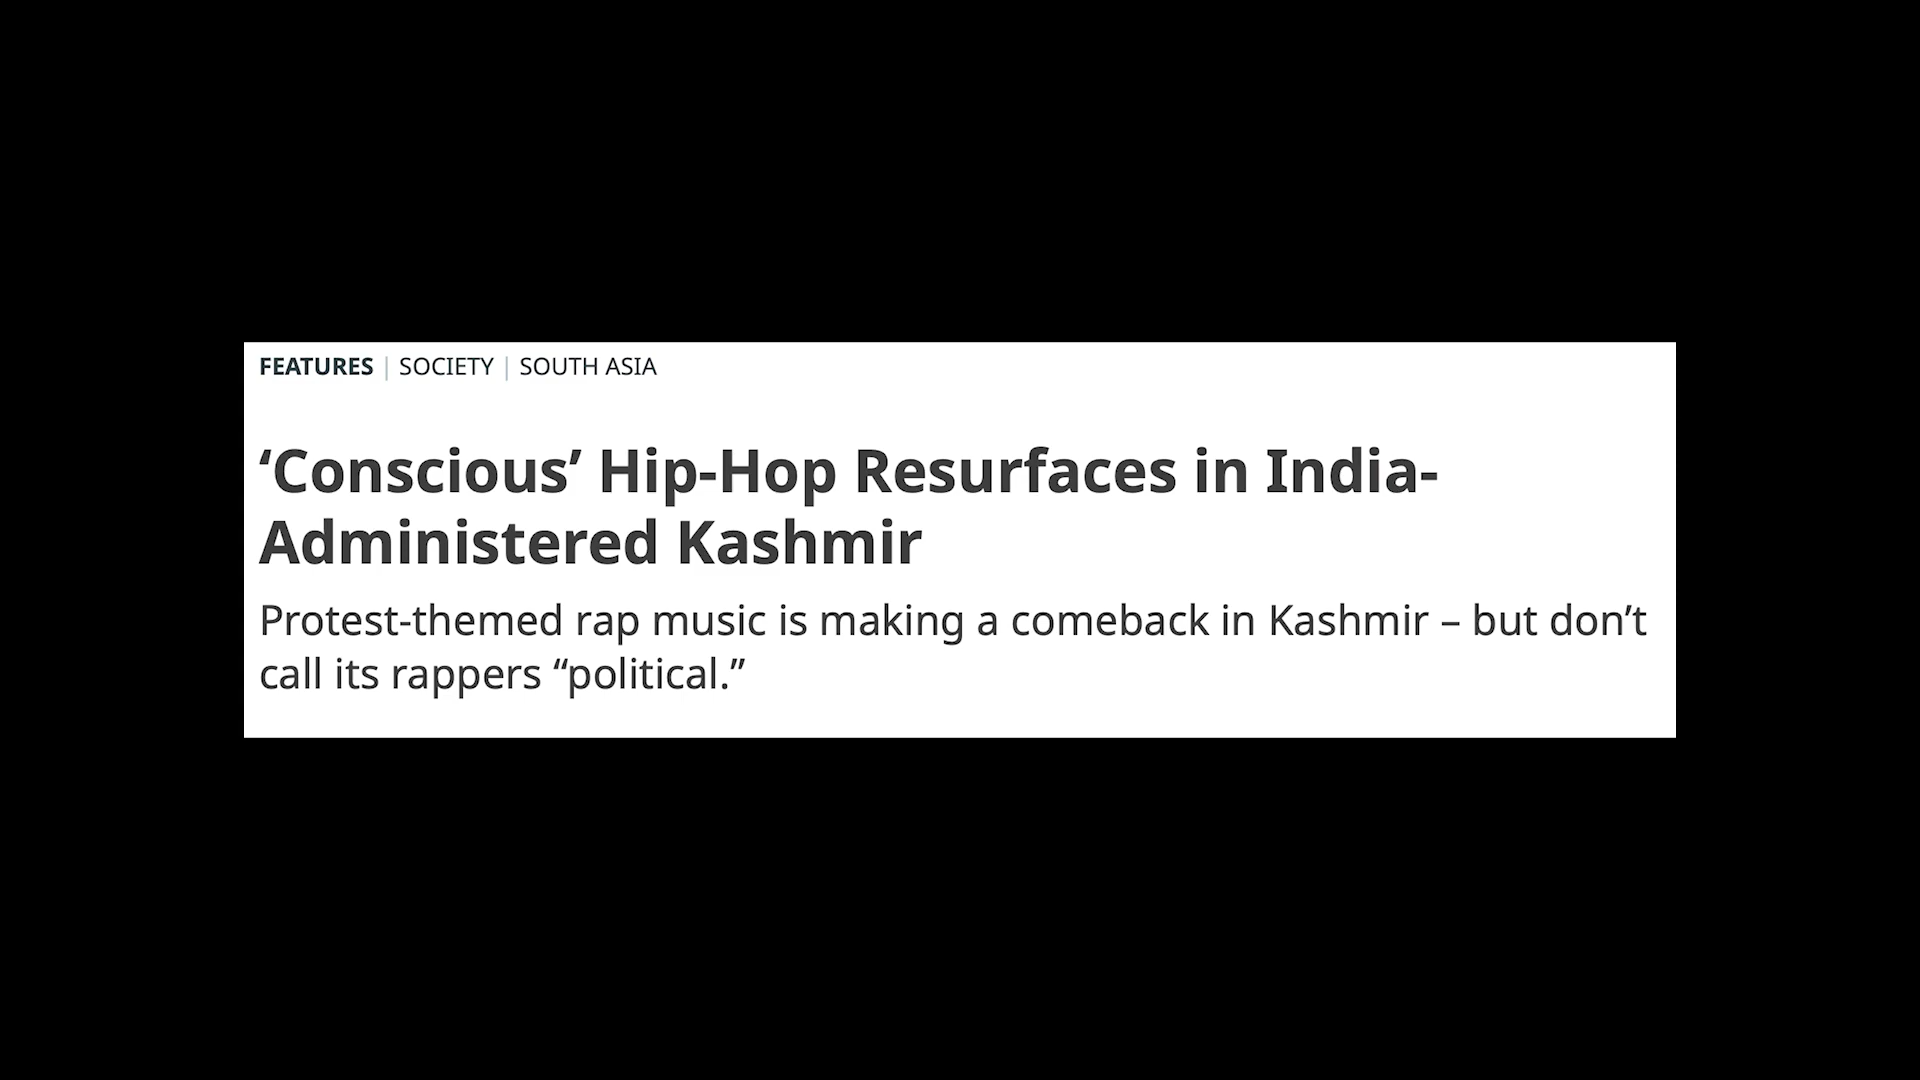 FEATURES | SOCIETY | SOUTH ASIA
‘Conscious’ Hip-Hop Resurfaces in India-
Administered Kashmir
Protest-themed rap music is making a comeback in Kashmir – but don’t
call its rappers “political.”